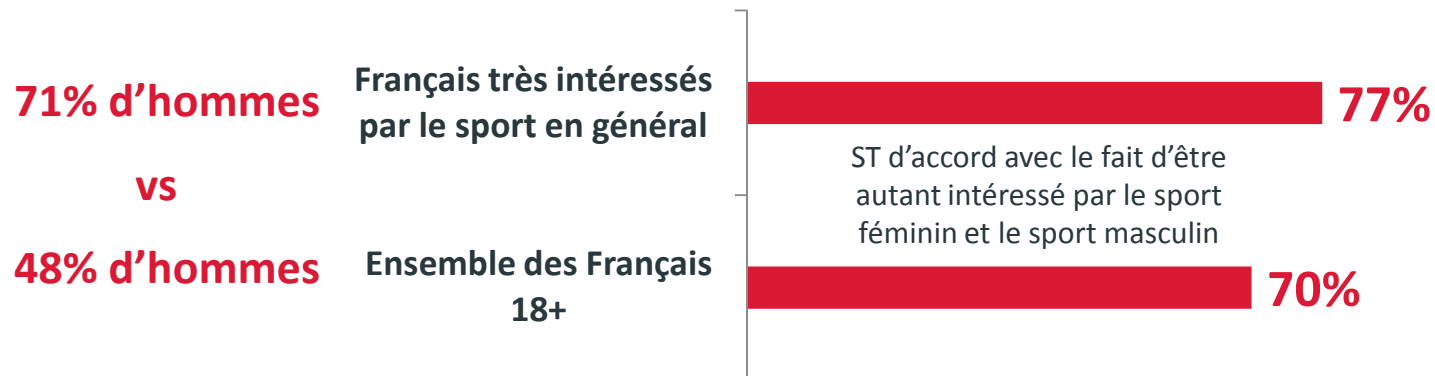 71% d’hommes
vs
48% d’hommes
Français très intéressés
par le sport en général
Ensemble des Français
18+
77%
ST d’accord avec le fait d’être
autant intéressé par le sport
féminin et le sport masculin
70%